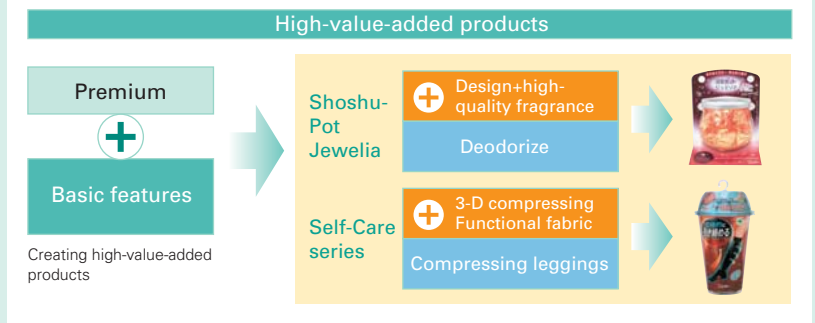 High-value-added products
Premium
Basic features
Creating high-value-added
products
Shoshu-
Pot
Jewelia
Design+high-
quality fragrance
Deodorize
Self-Care
series
3-D compressing
Functional fabric
Compressing leggings